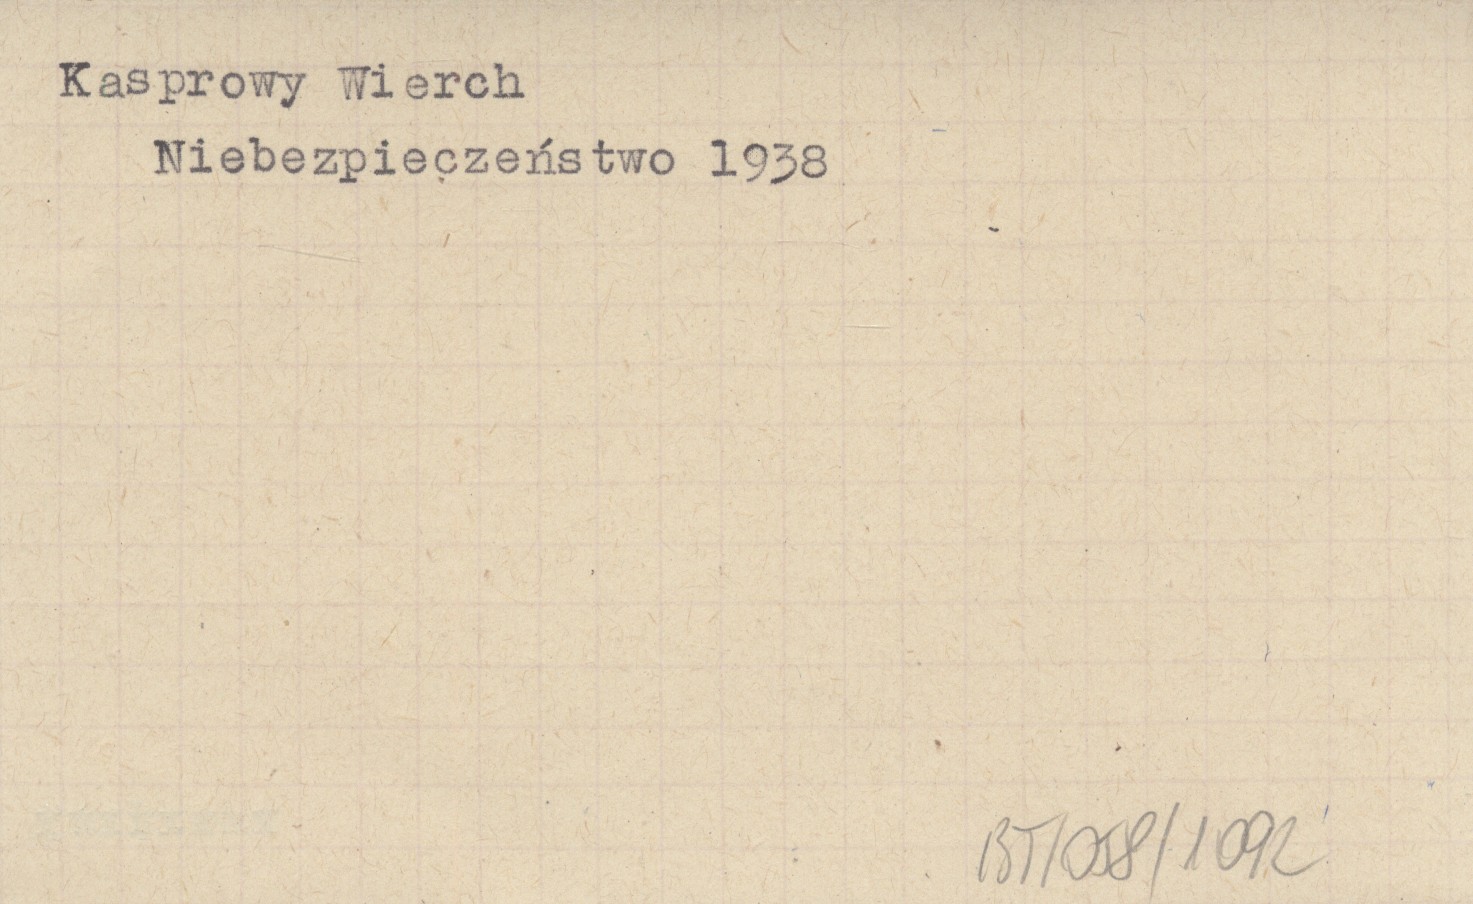 Kasprowy Wierch
Niebezpieczeństwo 1938
BT/058/1092